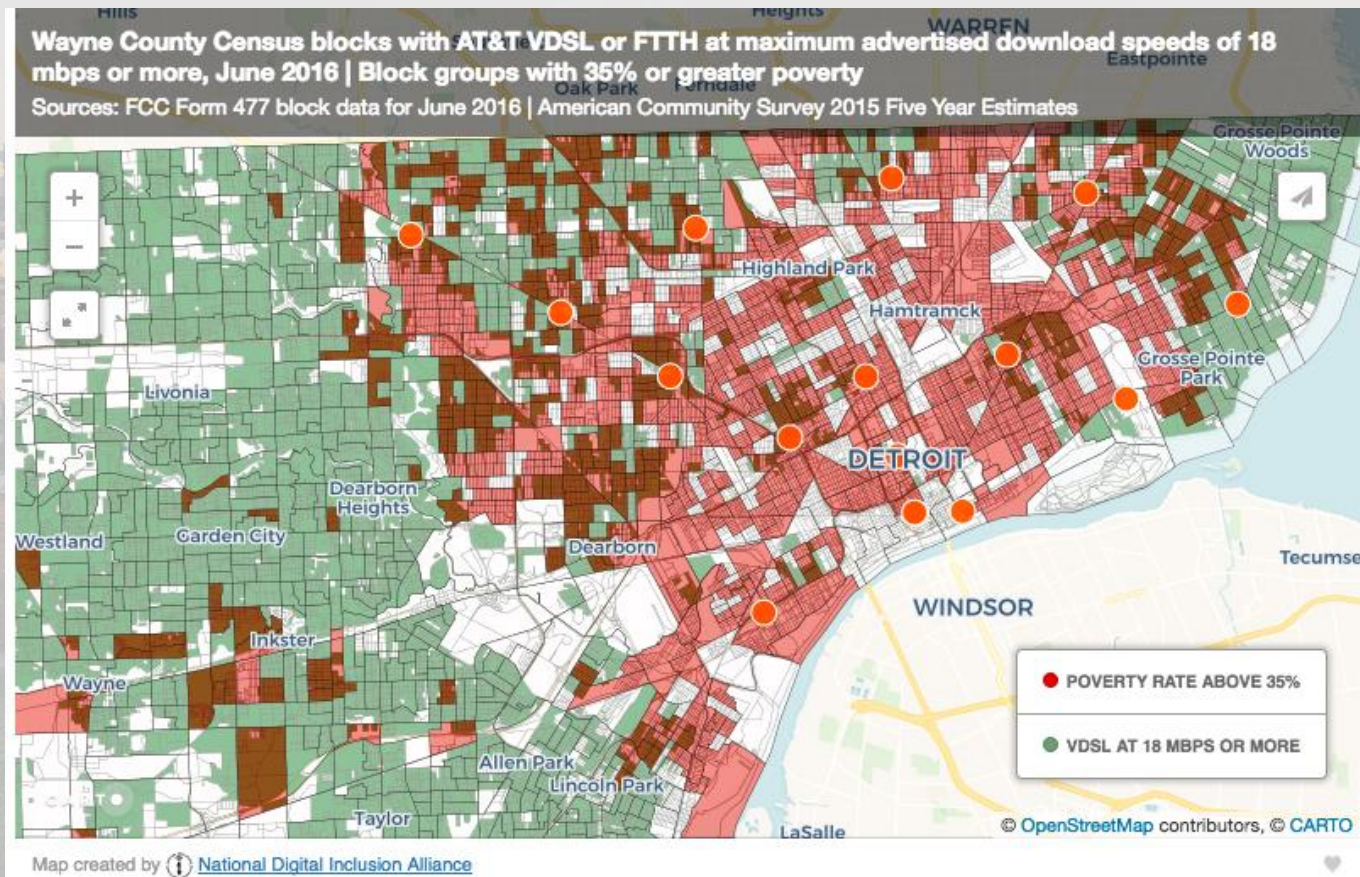 Hills
Heights
WARREN
Wayne County Census blocks with AT&T VDSL or FTTH at maximum advertised download speeds of 18
mbps or more, June 2016 | Block groups with 35% or greater poverty
Eastpointe
Oak Park
Ferndale
Sources: FCC Form 477 block data for June 2016 | American Community Survey 2015 Five Year Estimates
Grosse Pointe
Woods
+
−
Highland Park
Hamtramck
Livonia
Grosse Pointe
Park
DETROIT
Dearborn
Heights
Westland
Garden City
Dearborn
Tecumse
WINDSOR
Inkster
Wayne
POVERTY RATE ABOVE 35%
VDSL AT 18 MBPS OR MORE
Allen Park
Lincoln Park
CARTO
Taylor
LaSalle
© OpenStreetMap contributors, © CARTO
Map created by National Digital Inclusion Alliance